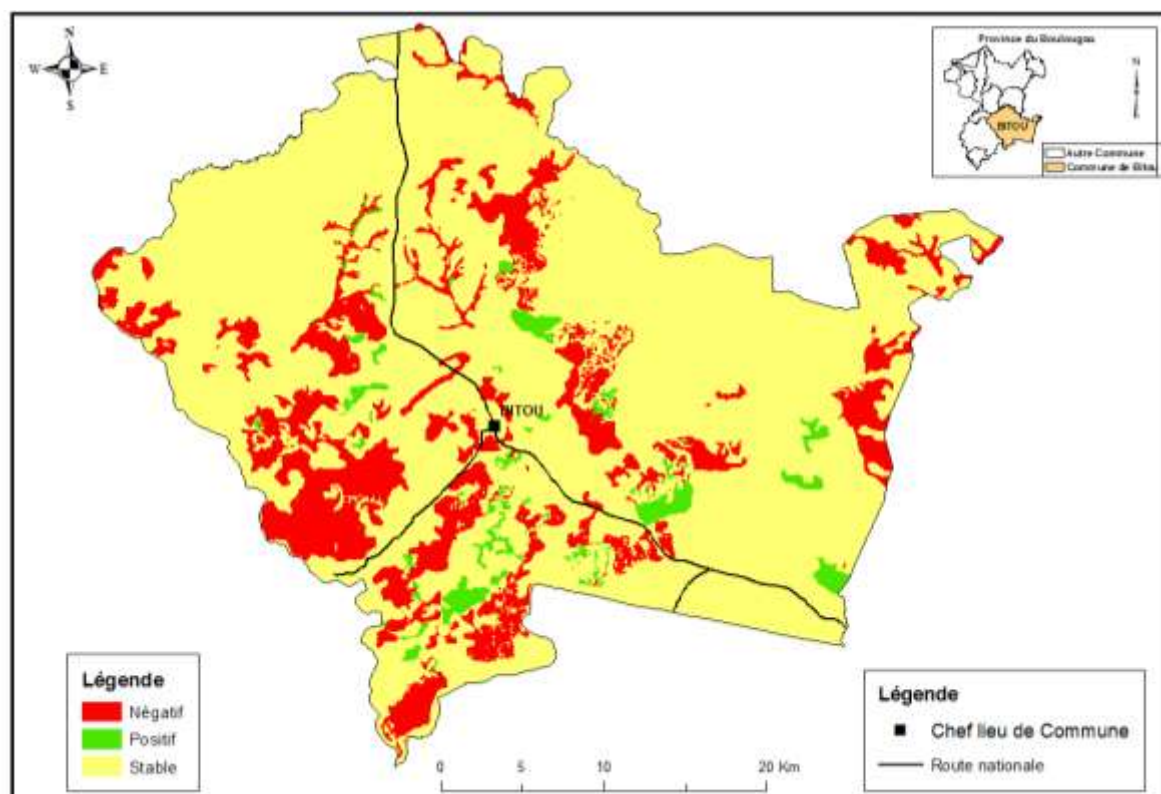 N
W E
S
Province du Boulougou
N
BITOU
Autre Commune
Commune de Bitou
BITOU
Légende
Négatif
Positif
Stable
0 5 10 20 Km
Légende
Chef lieu de Commune
Route nationale